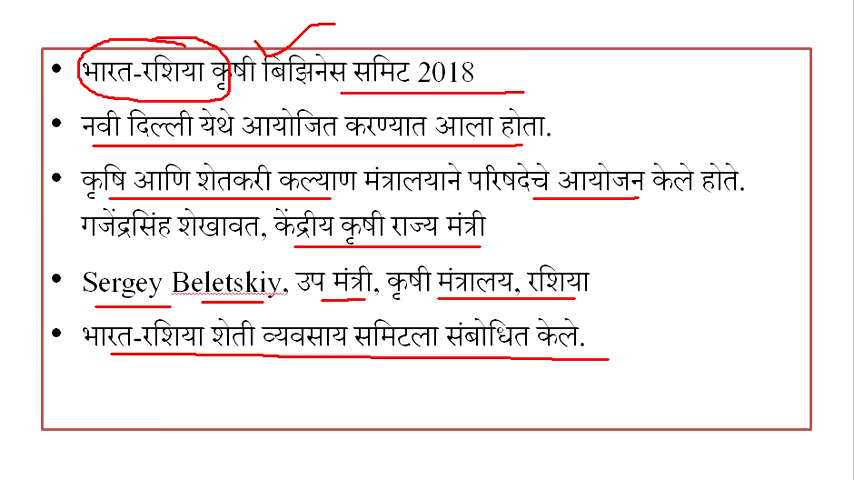 • भारत-रशिया कृषी बिझिनेस समिट 2018
• नवी दिल्ली येथे आयोजित करण्यात आला होता.
• कृषि आणि शेतकरी कल्याण मंत्रालयाने परिषदेचे आयोजन केले होते.
गजेंद्रसिंह शेखावत, केंद्रीय कृषी राज्य मंत्री
• Sergey Beletskiy, उप मंत्री, कृषी मंत्रालय, रशिया
• भारत-रशिया शेती व्यवसाय समिटला संबोधित केले.